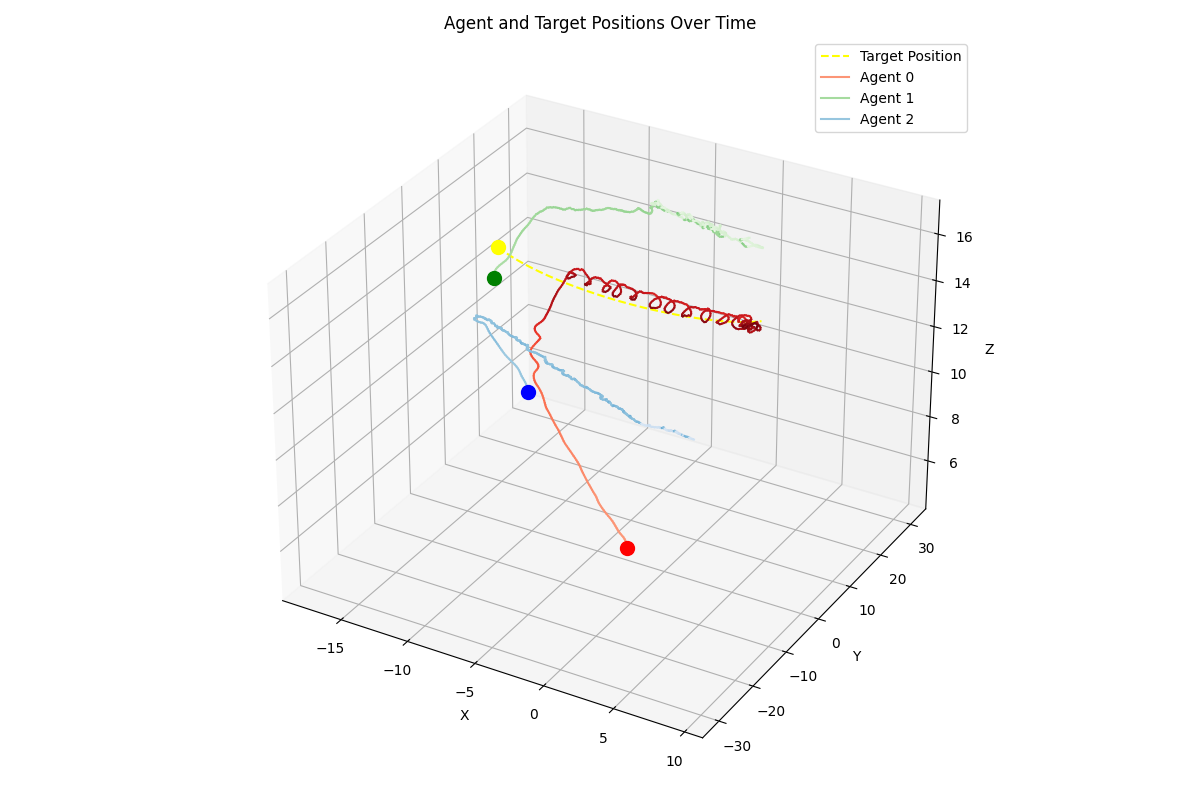 Agent and Target Positions Over Time
Target Position
Agent 0
Agent 1
Agent 2
16
14
12
Z
10
8
6
30
20
10
0
Y
−10
−20
−30
−15
−10
−5
X
0
5
10